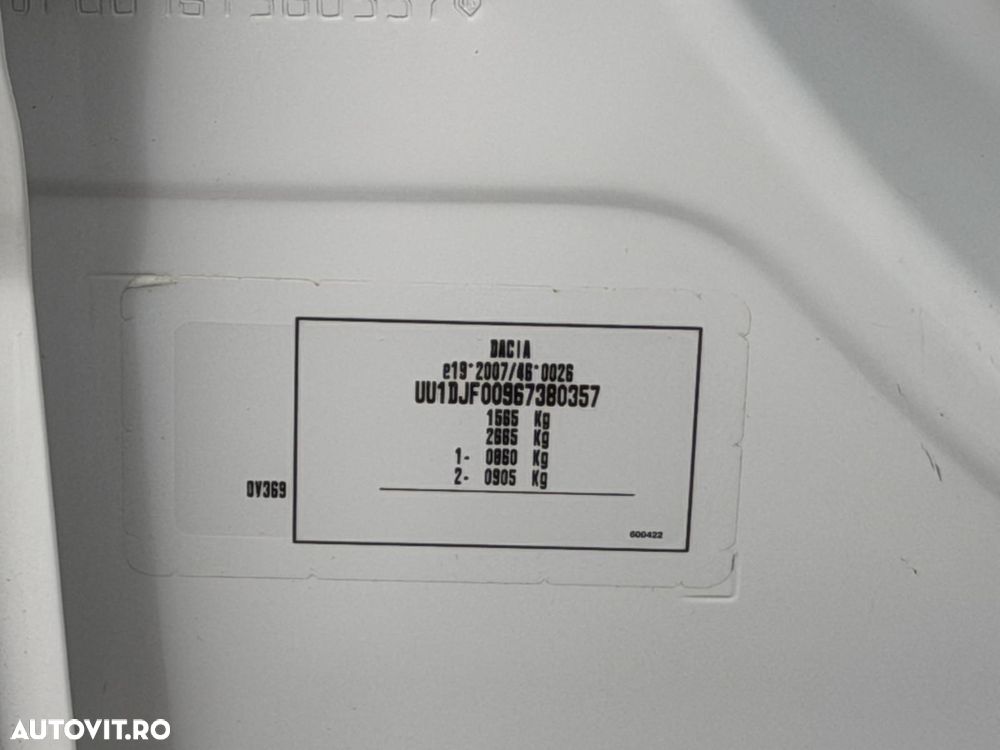 DACIA
e19*2007/46*0026
UU1DJF00967380357
1565 Kg
2665 Kg
1- 0860 Kg
2- 0905 Kg
OV369
600422
AUTOVIT.RO